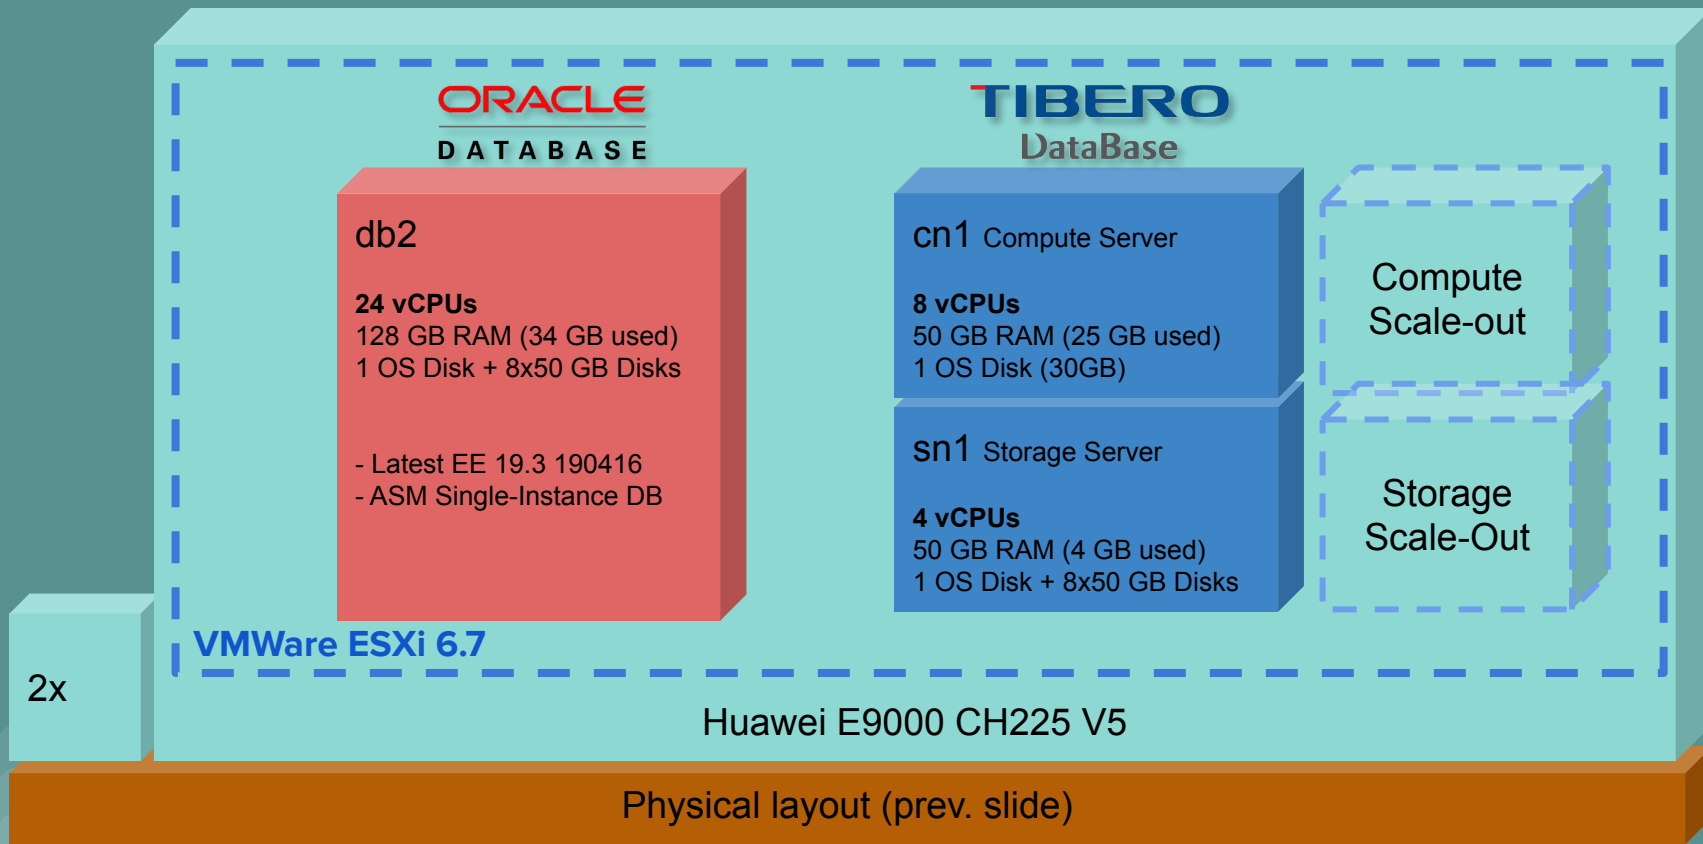 ORACLE
DATABASE
TIBERO
DataBase
db2
24 vCPUs
128 GB RAM (34 GB used)
1 OS Disk + 8x50 GB Disks
- Latest EE 19.3 190416
- ASM Single-Instance DB
cn1 Compute Server
8 vCPUs
50 GB RAM (25 GB used)
1 OS Disk (30GB)
sn1 Storage Server
4 vCPUs
50 GB RAM (4 GB used)
1 OS Disk + 8x50 GB Disks
Compute
Scale-out
Storage
Scale-Out
VMWare ESXi 6.7
2x
Huawei E9000 CH225 V5
Physical layout (prev. slide)